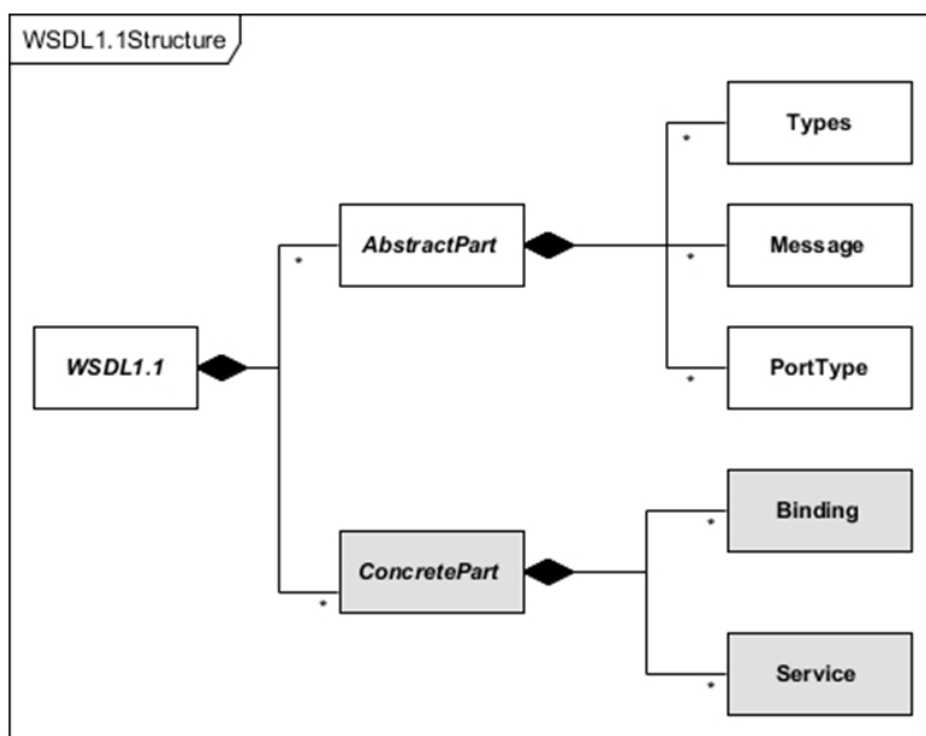 WSDL1.1Structure
Types
*
AbstractPart
Message
*
*
WSDL1.1
PortType
*
Binding
*
ConcretePart
*
Service
*